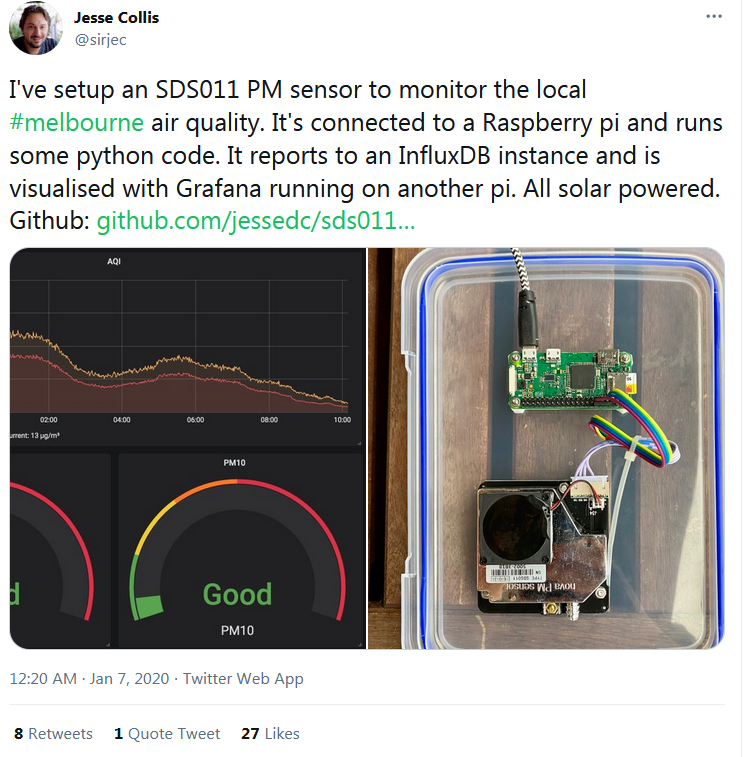 Jesse Collis
@sirjec
I've setup an SDS011 PM sensor to monitor the local
#melbourne air quality. It's connected to a Raspberry pi and runs
some python code. It reports to an InfluxDB instance and is
visualised with Grafana running on another pi. All solar powered.
Github: github.com/jessedc/sds011…
AQI
02:00 04:00 06:00 08:00 10:00
urrent: 13 µg/m³
PM10
d
Good
PM10
nova PM sensor
12:20 AM · Jan 7, 2020 · Twitter Web App
8 Retweets 1 Quote Tweet 27 Likes